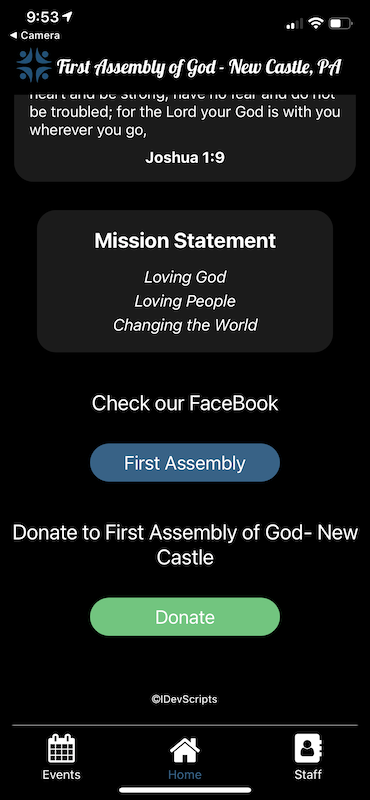 9:53
◀ Camera
First Assembly of God - New Castle, PA
heart and be strong, have no fear and do not
be troubled; for the Lord your God is with you
wherever you go,
Joshua 1:9
Mission Statement
Loving God
Loving People
Changing the World
Check our FaceBook
First Assembly
Donate to First Assembly of God- New
Castle
Donate
©IDevScripts
Events
Home
Staff